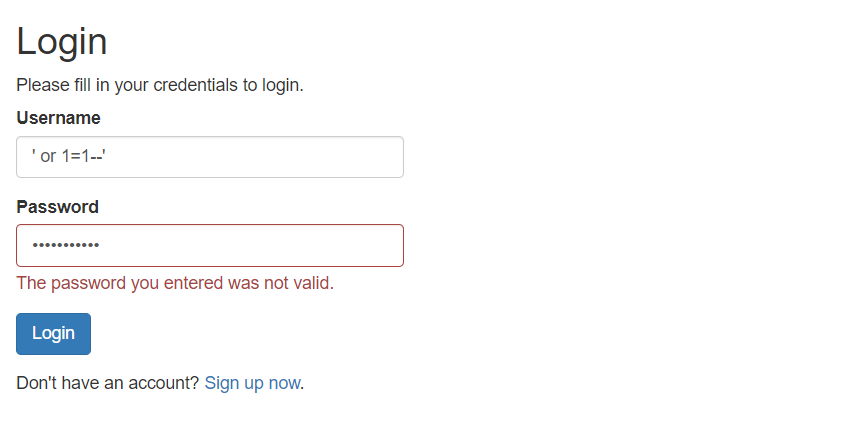 Login
Please fill in your credentials to login.
Username
' or 1=1--'
Password
•••••••••••
The password you entered was not valid.
Login
Don't have an account? Sign up now.